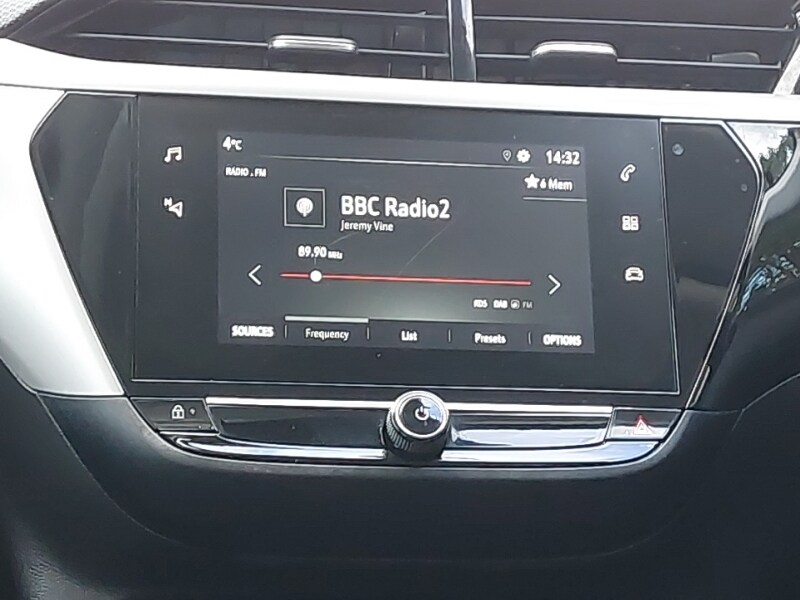 4°C
14:32
RADIO . FM
6 Mem
N
BBC Radio2
Jeremy Vine
89.90 MHz
RDS DAB FM
SOURCES Frequency List Presets OPTIONS